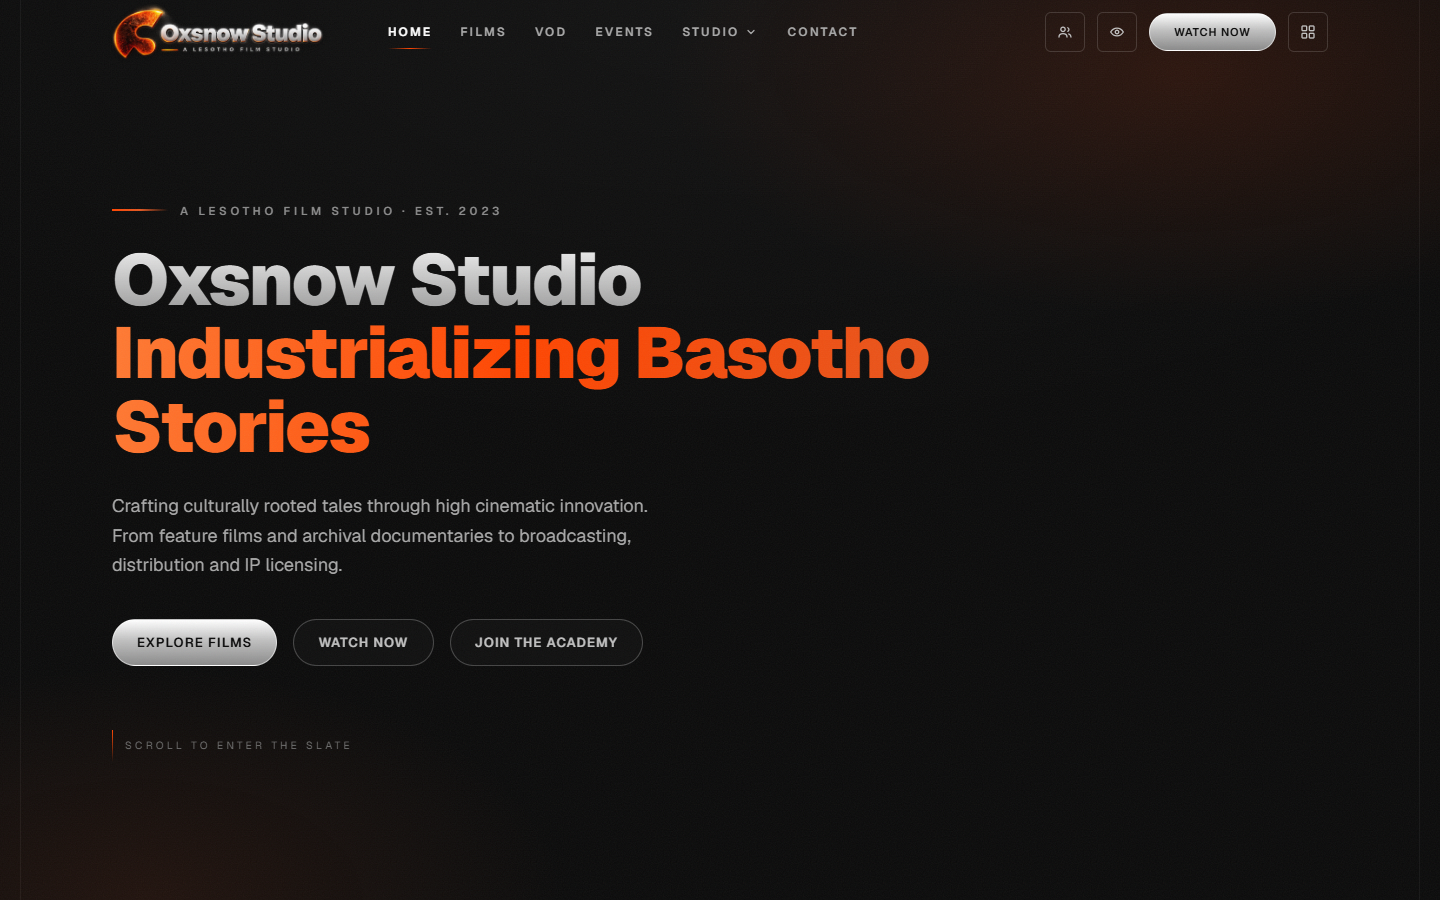 Oxsnow Studio
A LESOTHO FILM STUDIO
HOME
FILMS
VOD
EVENTS
STUDIO
CONTACT
WATCH NOW
A LESOTHO FILM STUDIO · EST. 2023
Oxsnow Studio
Industrializing Basotho
Stories
Crafting culturally rooted tales through high cinematic innovation.
From feature films and archival documentaries to broadcasting,
distribution and IP licensing.
EXPLORE FILMS
WATCH NOW
JOIN THE ACADEMY
SCROLL TO ENTER THE SLATE